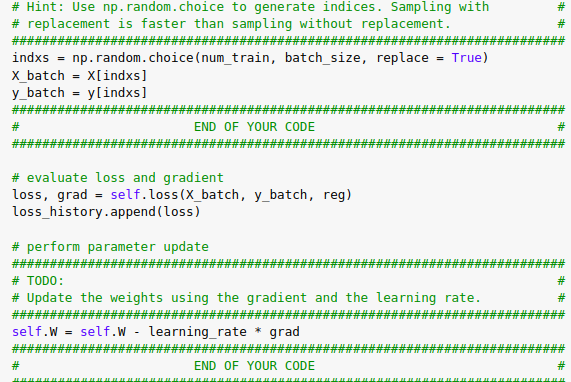 # Hint: Use np.random.choice to generate indices. Sampling with         #
# replacement is faster than sampling without replacement.              #
#########################################################################
indxs = np.random.choice(num_train, batch_size, replace = True)
X_batch = X[indxs]
y_batch = y[indxs]
#########################################################################
#                       END OF YOUR CODE                                #
#########################################################################
# evaluate loss and gradient
loss, grad = self.loss(X_batch, y_batch, reg)
loss_history.append(loss)
# perform parameter update
#########################################################################
# TODO:                                                                 #
# Update the weights using the gradient and the learning rate.          #
#########################################################################
self.W = self.W - learning_rate * grad
#########################################################################
#                       END OF YOUR CODE                                #
#########################################################################